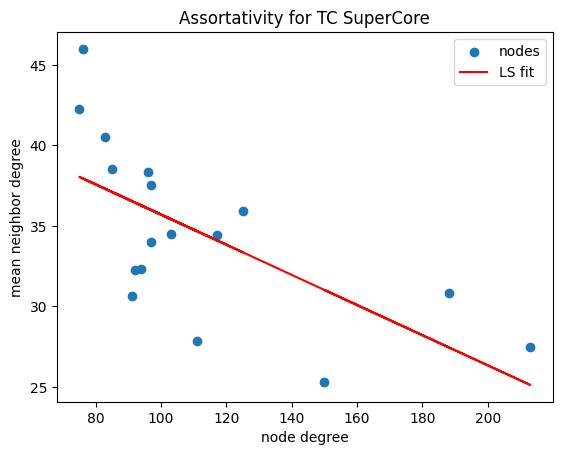 Assortativity for TC SuperCore
nodes
LS fit
mean neighbor degree
45
40
35
30
25
80 100 120 140 160 180 200
node degree